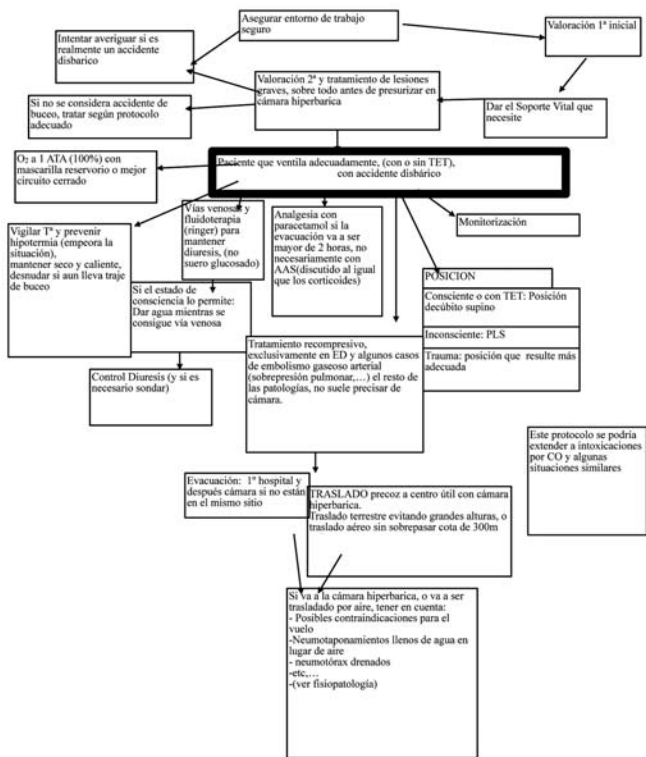 Asegurar entorno de trabajo
seguro
Valoración 1ª inicial
Intentar averiguar si es
realmente un accidente
disbarico
Valoración 2ª y tratamiento de lesiones
graves, sobre todo antes de presurizar en
cámara hiperbarica
Si no se considera accidente de
buceo, tratar según protocolo
adecuado
Dar el Soporte Vital que
necesite
O₂ a 1 ATA (100%) con
mascarilla reservorio o mejor
circuito cerrado
Paciente que ventila adecuadamente, (con o sin TET),
con accidente disbárico
Vigilar Tª y prevenir
hipotermia (empeora la
situación),
mantener seco y caliente,
desnudar si aun lleva traje
de buceo
Vías venosas y
fluidoterapia
(ringer) para
mantener
diuresis, (no
suero glucosado)
Analgesia con
paracetamol si la
evacuación va a ser
mayor de 2 horas, no
necesariamente con
AAS(discutido al igual
que los corticoides)
Monitorización
POSICION
Consciente o con TET: Posición
decúbito supino
Inconsciente: PLS
Trauma: posición que resulte más
adecuada
Si el estado de
consciencia lo permite:
Dar agua mientras se
consigue vía venosa
Control Diuresis (y si es
necesario sondar)
Tratamiento recompresivo,
exclusivamente en ED y algunos casos de
embolismo gaseoso arterial
(sobrepresión pulmonar,...) el resto de
las patologías, no suele precisar de
cámara.
Este protocolo se podría
extender a intoxicaciones
por CO y algunas
situaciones similares
Evacuación: 1º hospital y
después cámara si no están
en el mismo sitio
TRASLADO precoz a centro útil con cámara
hiperbarica.
Traslado terrestre evitando grandes alturas, o
traslado aéreo sin sobrepasar cota de 300m
Si va a la cámara hiperbarica, o va a ser
trasladado por aire, tener en cuenta:
- Posibles contraindicaciones para el
vuelo
-Neumotaponamientos llenos de agua en
lugar de aire
- neumotórax drenados
-etc,...
-(ver fisiopatología)